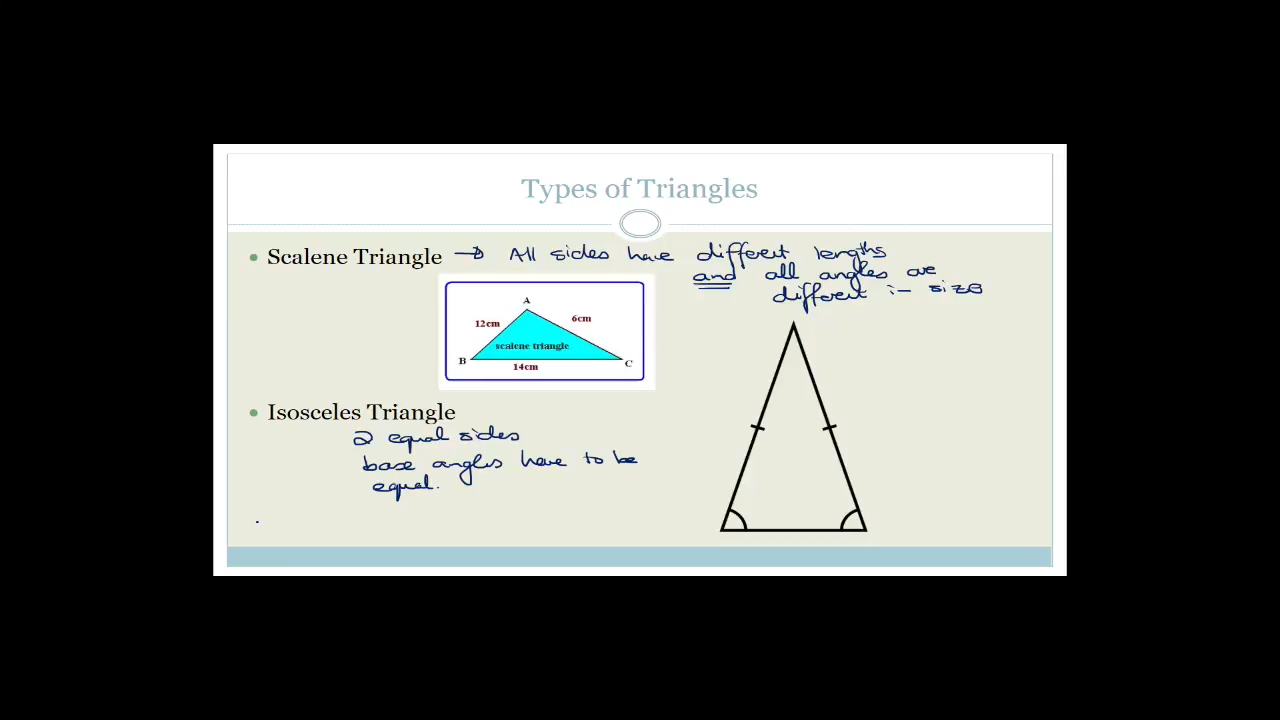 Types of Triangles
Scalene Triangle → All sides have different lengths
and all angles are
different :- size
A
12cm
6cm
scalene triangle
B
C
14cm
Isosceles Triangle
2 equal sides
base angles have to be
equal.